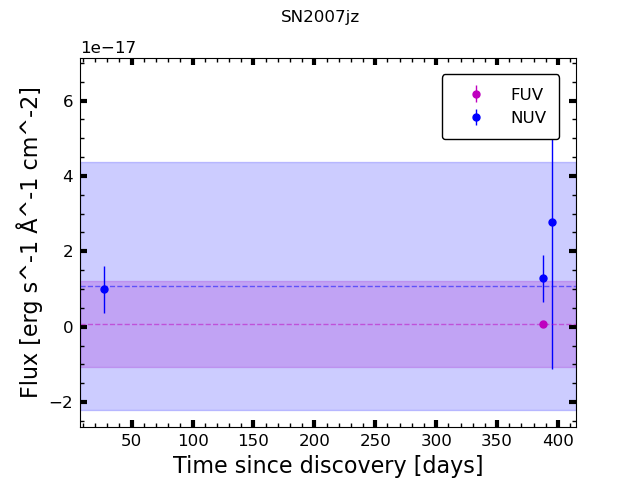 SN2007jz
1e−17
FUV
NUV
6
4
2
0
−2
Flux [erg s^-1 Å^-1 cm^-2]
50 100 150 200 250 300 350 400
Time since discovery [days]